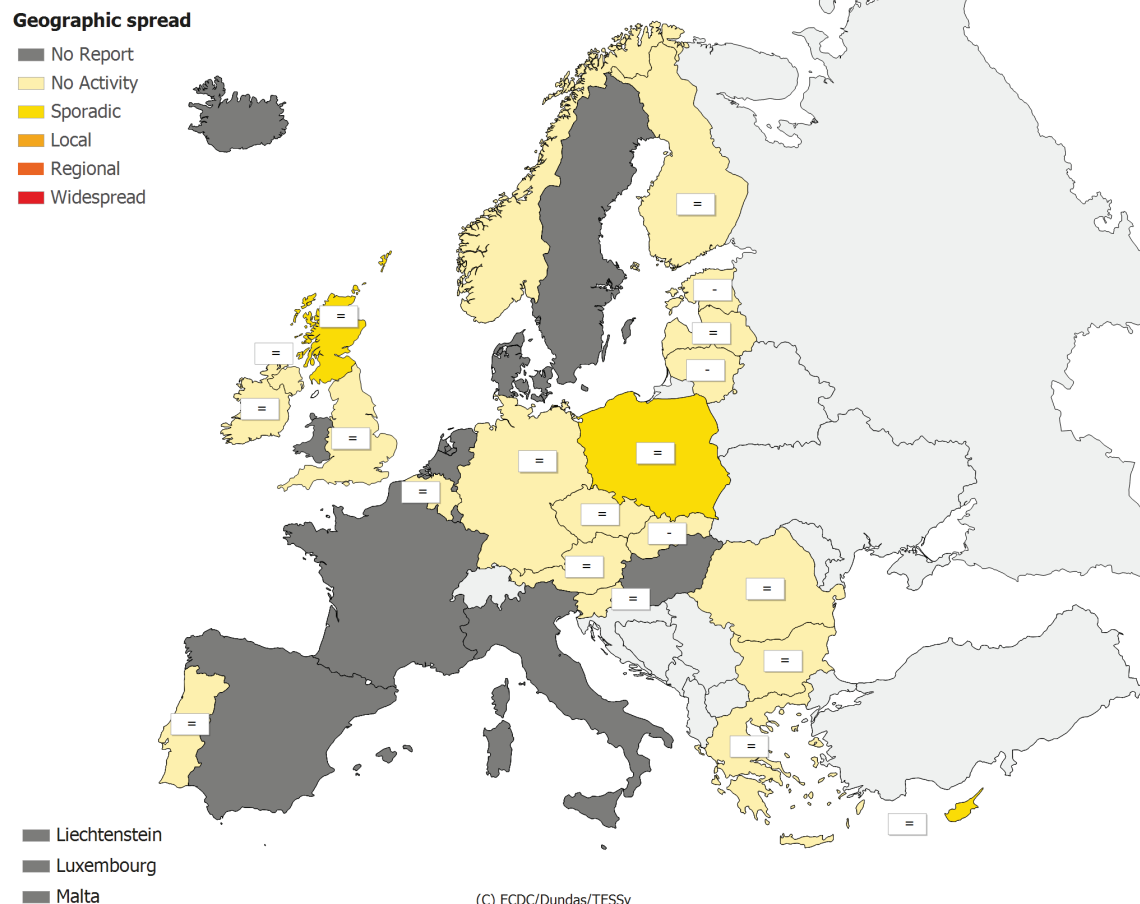 Geographic spread
No Report
No Activity
Sporadic
Local
Regional
Widespread
=
-
=
=
=
-
=
=
=
=
=
=
=
-
=
=
=
=
=
=
=
Liechtenstein
Luxembourg
Malta
(C) ECDC/Dundas/TESSy